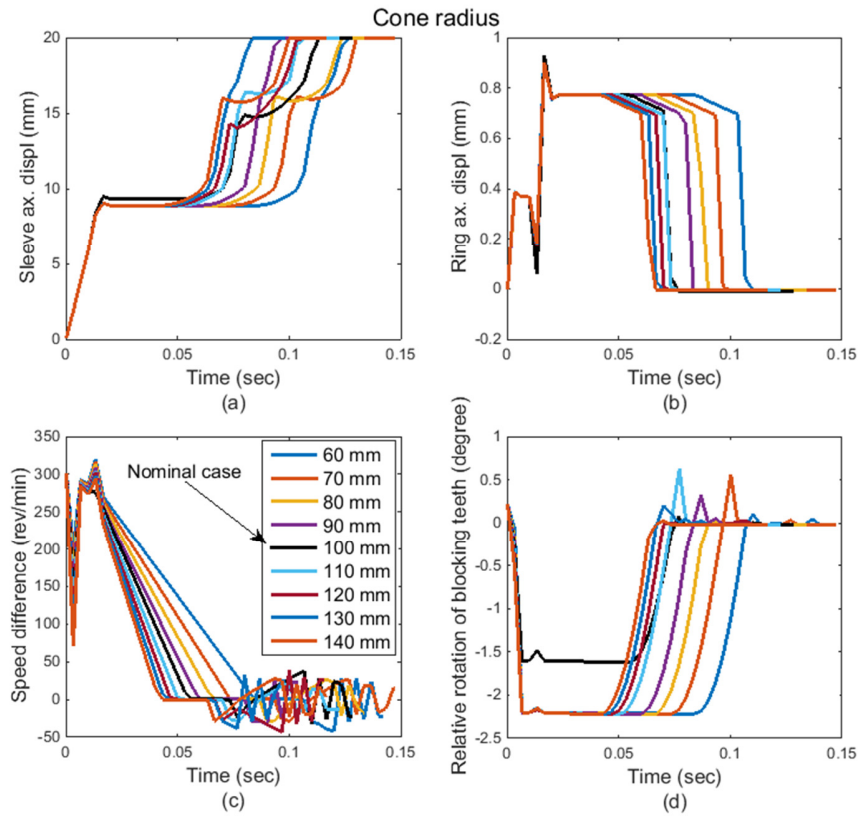 Cone radius
20
15
10
5
0
Sleeve ax. displ (mm)
0 0.05 0.1 0.15
Time (sec)
(a)
1
0.8
0.6
0.4
0.2
0
-0.2
Ring ax. displ (mm)
0 0.05 0.1 0.15
Time (sec)
(b)
350
300
250
200
150
100
50
0
-50
Speed difference (rev/min)
Nominal case
60 mm
70 mm
80 mm
90 mm
100 mm
110 mm
120 mm
130 mm
140 mm
0 0.05 0.1 0.15
Time (sec)
(c)
1
0.5
0
-0.5
-1
-1.5
-2
-2.5
Relative rotation of blocking teeth (degree)
0 0.05 0.1 0.15
Time (sec)
(d)